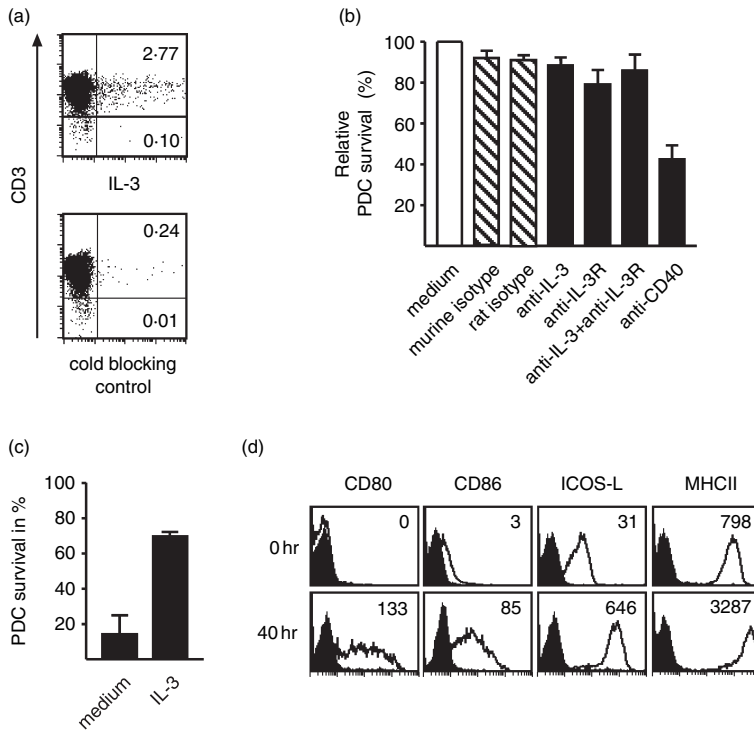 (a)
CD3
2·77
0·10
IL-3
0·24
0·01
cold blocking
control
(b)
Relative
PDC survival (%)
100
80
60
40
20
medium
murine isotype
rat isotype
anti-IL-3
anti-IL-3R
anti-IL-3+anti-IL-3R
anti-CD40
(c)
PDC survival in %
100
80
60
40
20
medium
IL-3
(d)
CD80 CD86 ICOS-L MHCII
0 hr 0 3 31 798
40 hr 133 85 646 3287